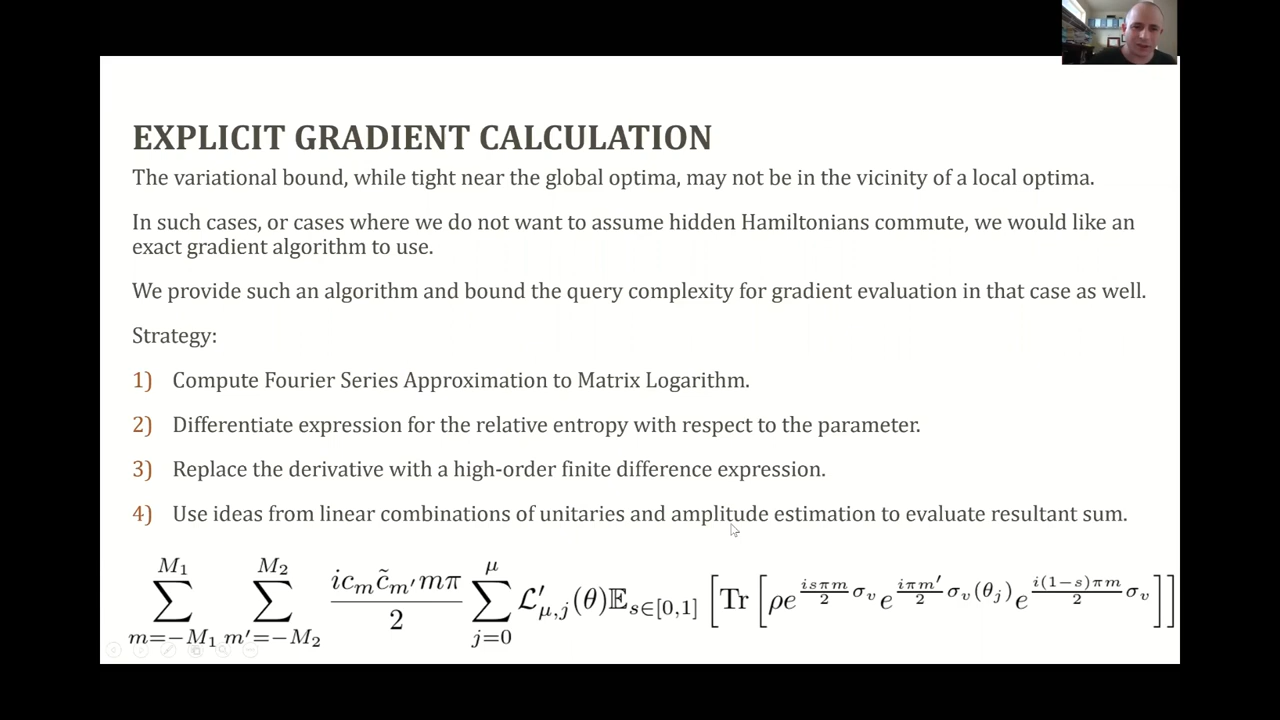 EXPLICIT GRADIENT CALCULATION
The variational bound, while tight near the global optima, may not be in the vicinity of a local optima.
In such cases, or cases where we do not want to assume hidden Hamiltonians commute, we would like an
exact gradient algorithm to use.
We provide such an algorithm and bound the query complexity for gradient evaluation in that case as well.
Strategy:
1) Compute Fourier Series Approximation to Matrix Logarithm.
2) Differentiate expression for the relative entropy with respect to the parameter.
3) Replace the derivative with a high-order finite difference expression.
4) Use ideas from linear combinations of unitaries and amplitude estimation to evaluate resultant sum.
\sum_{m=-M_1}^{M_1} \sum_{m'=-M_2}^{M_2} \frac{i c_m \tilde{c}_{m'} m\pi}{2} \sum_{j=0}^{\mu} \mathcal{L}'_{\mu,j}(\theta) \mathbb{E}_{s\in[0,1]} \left[ \mathrm{Tr} \left[ \rho e^{\frac{is\pi m}{2}\sigma_v} e^{\frac{i\pi m'}{2}\sigma_v(\theta_j)} e^{\frac{i(1-s)\pi m}{2}\sigma_v} \right] \right]